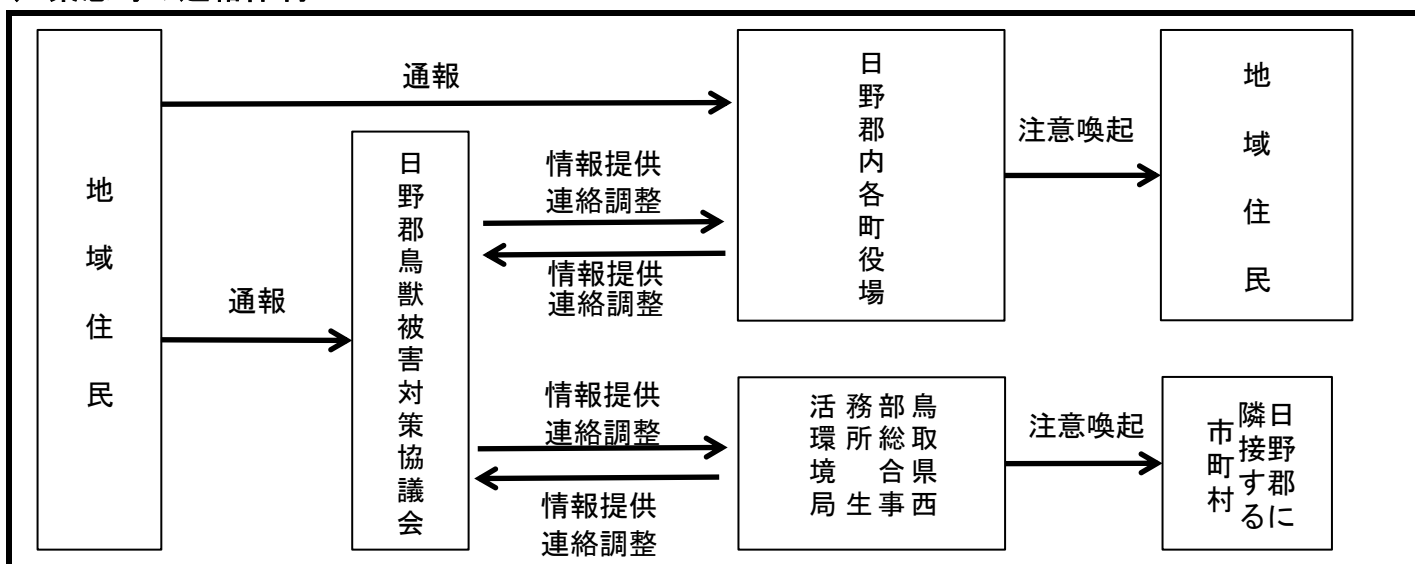 地域住民
通報
通報
日野郡鳥獣被害対策協議会
情報提供
連絡調整
情報提供
連絡調整
日野郡内各町役場
注意喚起
地域住民
情報提供
連絡調整
情報提供
連絡調整
鳥取県西
部総合事
務所　生
活環境局
注意喚起
日野郡に
隣接する
市町村